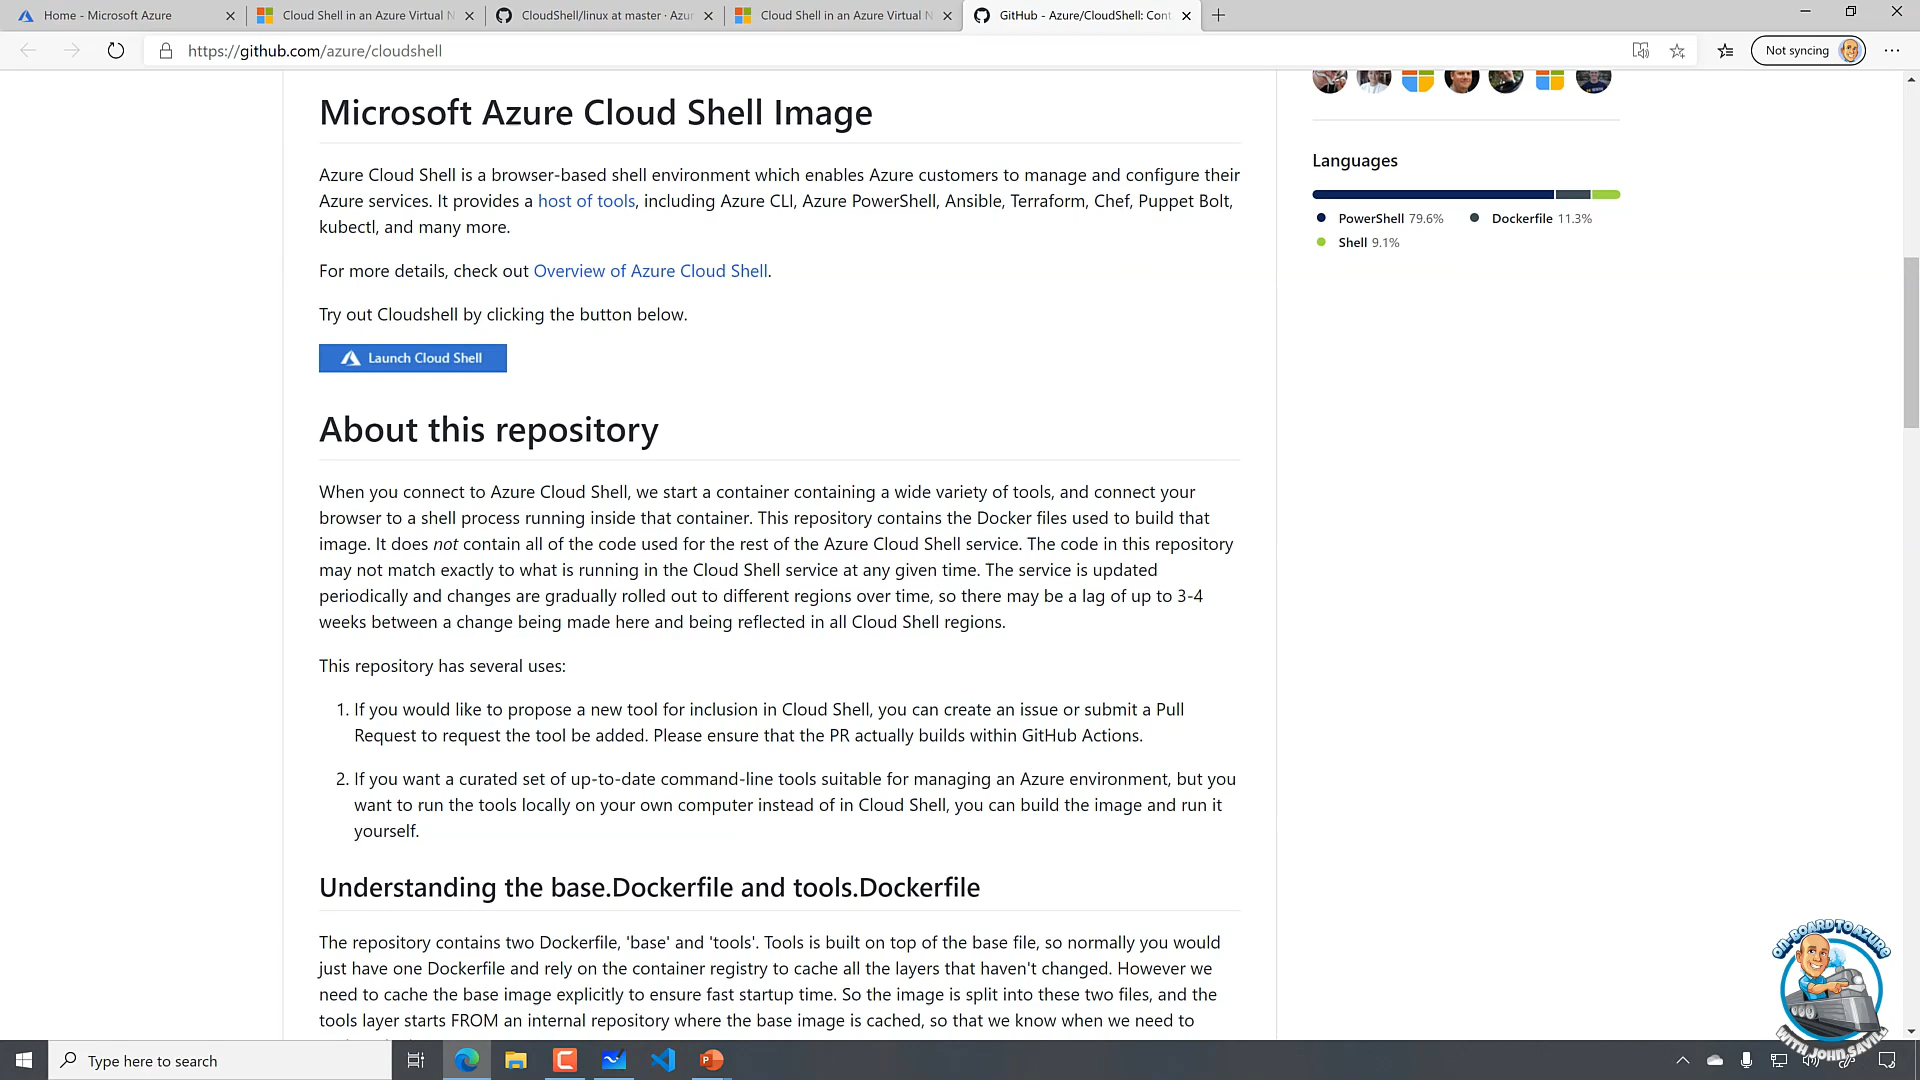 Home - Microsoft Azure
Cloud Shell in an Azure Virtual N
CloudShell/linux at master · Azur
Cloud Shell in an Azure Virtual N
GitHub - Azure/CloudShell: Cont
https://github.com/azure/cloudshell
Not syncing
Microsoft Azure Cloud Shell Image
Azure Cloud Shell is a browser-based shell environment which enables Azure customers to manage and configure their
Azure services. It provides a host of tools, including Azure CLI, Azure PowerShell, Ansible, Terraform, Chef, Puppet Bolt,
kubectl, and many more.
For more details, check out Overview of Azure Cloud Shell.
Try out Cloudshell by clicking the button below.
Launch Cloud Shell
About this repository
When you connect to Azure Cloud Shell, we start a container containing a wide variety of tools, and connect your
browser to a shell process running inside that container. This repository contains the Docker files used to build that
image. It does not contain all of the code used for the rest of the Azure Cloud Shell service. The code in this repository
may not match exactly to what is running in the Cloud Shell service at any given time. The service is updated
periodically and changes are gradually rolled out to different regions over time, so there may be a lag of up to 3-4
weeks between a change being made here and being reflected in all Cloud Shell regions.
This repository has several uses:
1. If you would like to propose a new tool for inclusion in Cloud Shell, you can create an issue or submit a Pull
Request to request the tool be added. Please ensure that the PR actually builds within GitHub Actions.
2. If you want a curated set of up-to-date command-line tools suitable for managing an Azure environment, but you
want to run the tools locally on your own computer instead of in Cloud Shell, you can build the image and run it
yourself.
Understanding the base.Dockerfile and tools.Dockerfile
The repository contains two Dockerfile, 'base' and 'tools'. Tools is built on top of the base file, so normally you would
just have one Dockerfile and rely on the container registry to cache all the layers that haven't changed. However we
need to cache the base image explicitly to ensure fast startup time. So the image is split into these two files, and the
tools layer starts FROM an internal repository where the base image is cached, so that we know when we need to
Languages
PowerShell 79.6%
Dockerfile 11.3%
Shell 9.1%
ON-BOARD TO AZURE
WITH JOHN SAVILL
Type here to search